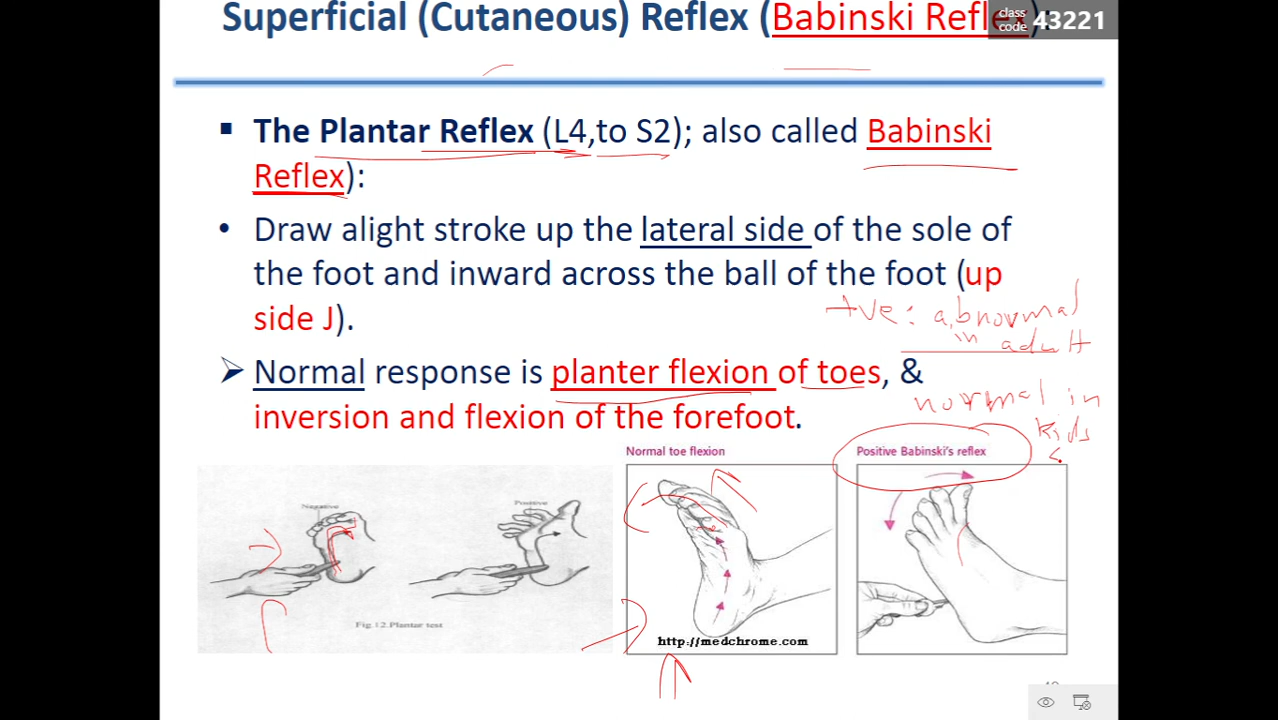 Superficial (Cutaneous) Reflex (Babinski Reflex):
class code 43221
▪ The Plantar Reflex (L4,to S2); also called Babinski
Reflex):
• Draw alight stroke up the lateral side of the sole of
the foot and inward across the ball of the foot (up
side J).
+ve: abnormal
in adult
➢ Normal response is planter flexion of toes, &
inversion and flexion of the forefoot.
normal in
kids
<
Normal toe flexion
Positive Babinski's reflex
Negative
Positive
Fig.12.Plantar test
http://medchrome.com